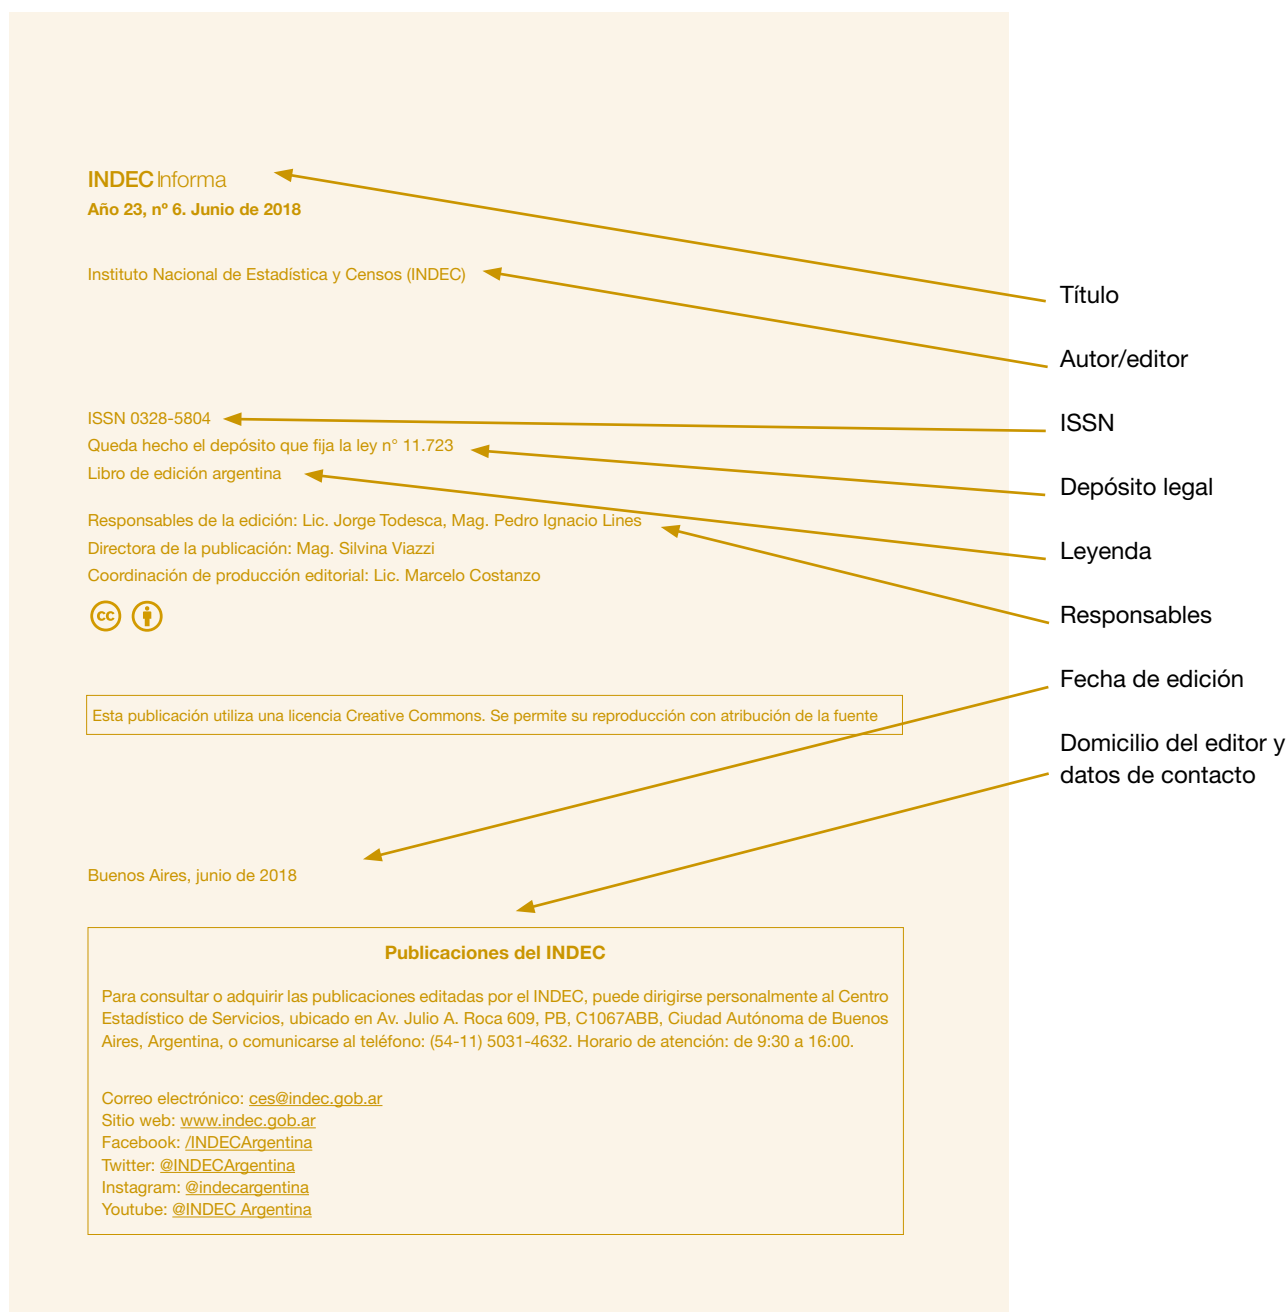 INDEC Informa
Año 23, nº 6. Junio de 2018
Instituto Nacional de Estadística y Censos (INDEC)
ISSN 0328-5804
Queda hecho el depósito que fija la ley n° 11.723
Libro de edición argentina
Responsables de la edición: Lic. Jorge Todesca, Mag. Pedro Ignacio Lines
Directora de la publicación: Mag. Silvina Viazzi
Coordinación de producción editorial: Lic. Marcelo Costanzo
cc
Esta publicación utiliza una licencia Creative Commons. Se permite su reproducción con atribución de la fuente
Buenos Aires, junio de 2018
Publicaciones del INDEC
Para consultar o adquirir las publicaciones editadas por el INDEC, puede dirigirse personalmente al Centro
Estadístico de Servicios, ubicado en Av. Julio A. Roca 609, PB, C1067ABB, Ciudad Autónoma de Buenos
Aires, Argentina, o comunicarse al teléfono: (54-11) 5031-4632. Horario de atención: de 9:30 a 16:00.
Correo electrónico: ces@indec.gob.ar
Sitio web: www.indec.gob.ar
Facebook: /INDECArgentina
Twitter: @INDECArgentina
Instagram: @indecargentina
Youtube: @INDEC Argentina
Título
Autor/editor
ISSN
Depósito legal
Leyenda
Responsables
Fecha de edición
Domicilio del editor y
datos de contacto